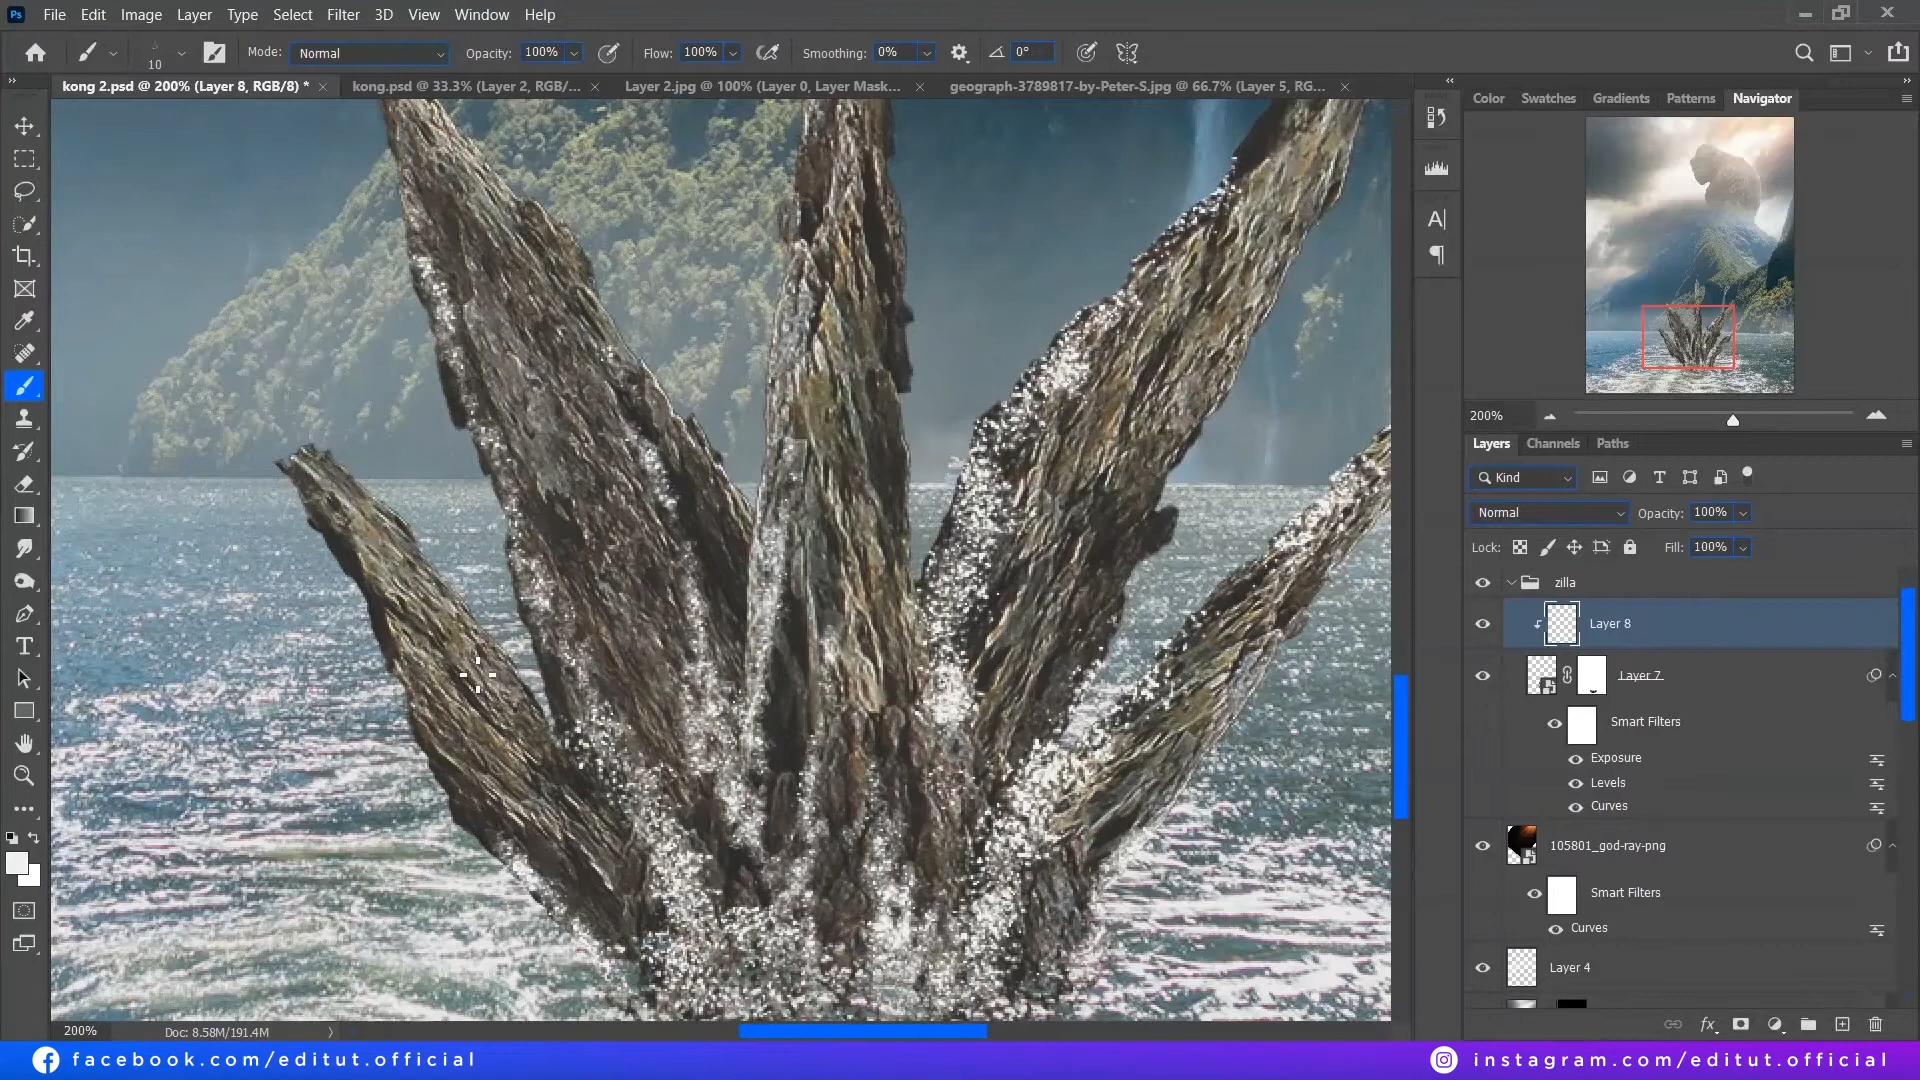 Ps File Edit Image Layer Type Select Filter 3D View Window Help
10 Mode: Normal Opacity: 100% Flow: 100% Smoothing: 0% 0°
kong 2.psd @ 200% (Layer 8, RGB/8) * kong.psd @ 33.3% (Layer 2, RGB/... Layer 2.jpg @ 100% (Layer 0, Layer Mask... geograph-3789817-by-Peter-S.jpg @ 66.7% (Layer 5, RG...
Color Swatches Gradients Patterns Navigator
200%
Layers Channels Paths
Kind
Normal Opacity: 100%
Lock: Fill: 100%
zilla
Layer 8
Layer 7
Smart Filters
Exposure
Levels
Curves
105801_god-ray-png
Smart Filters
Curves
Layer 4
200% Doc: 8.58M/191.4M
facebook.com/editut.official instagram.com/editut.official